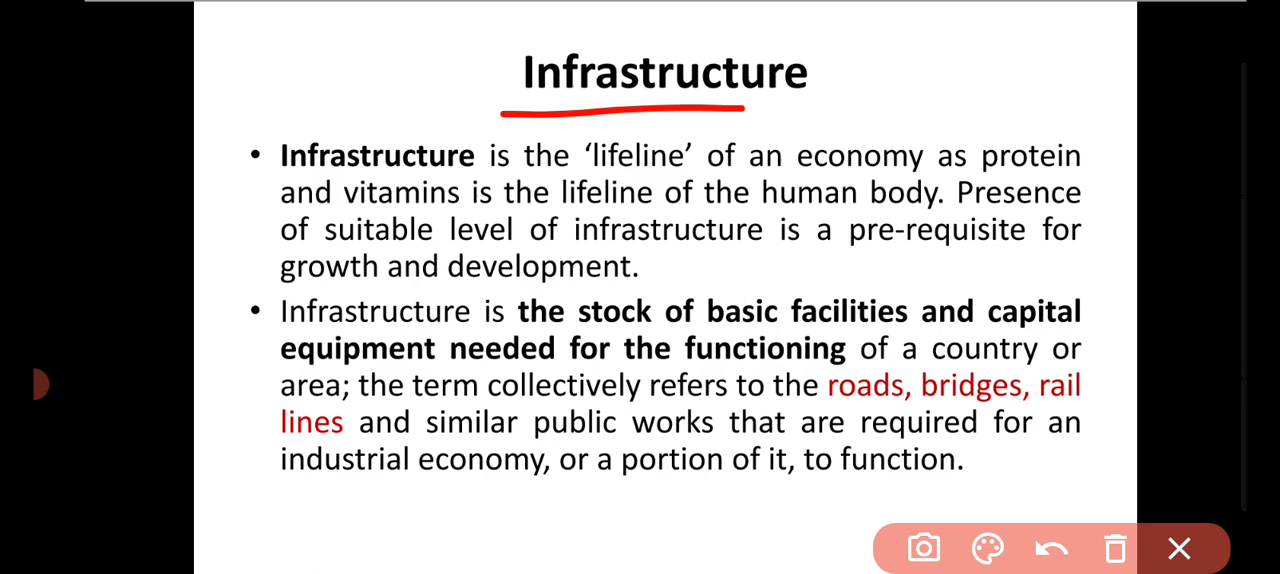 Infrastructure
• Infrastructure is the ‘lifeline’ of an economy as protein
and vitamins is the lifeline of the human body. Presence
of suitable level of infrastructure is a pre-requisite for
growth and development.
• Infrastructure is the stock of basic facilities and capital
equipment needed for the functioning of a country or
area; the term collectively refers to the roads, bridges, rail
lines and similar public works that are required for an
industrial economy, or a portion of it, to function.